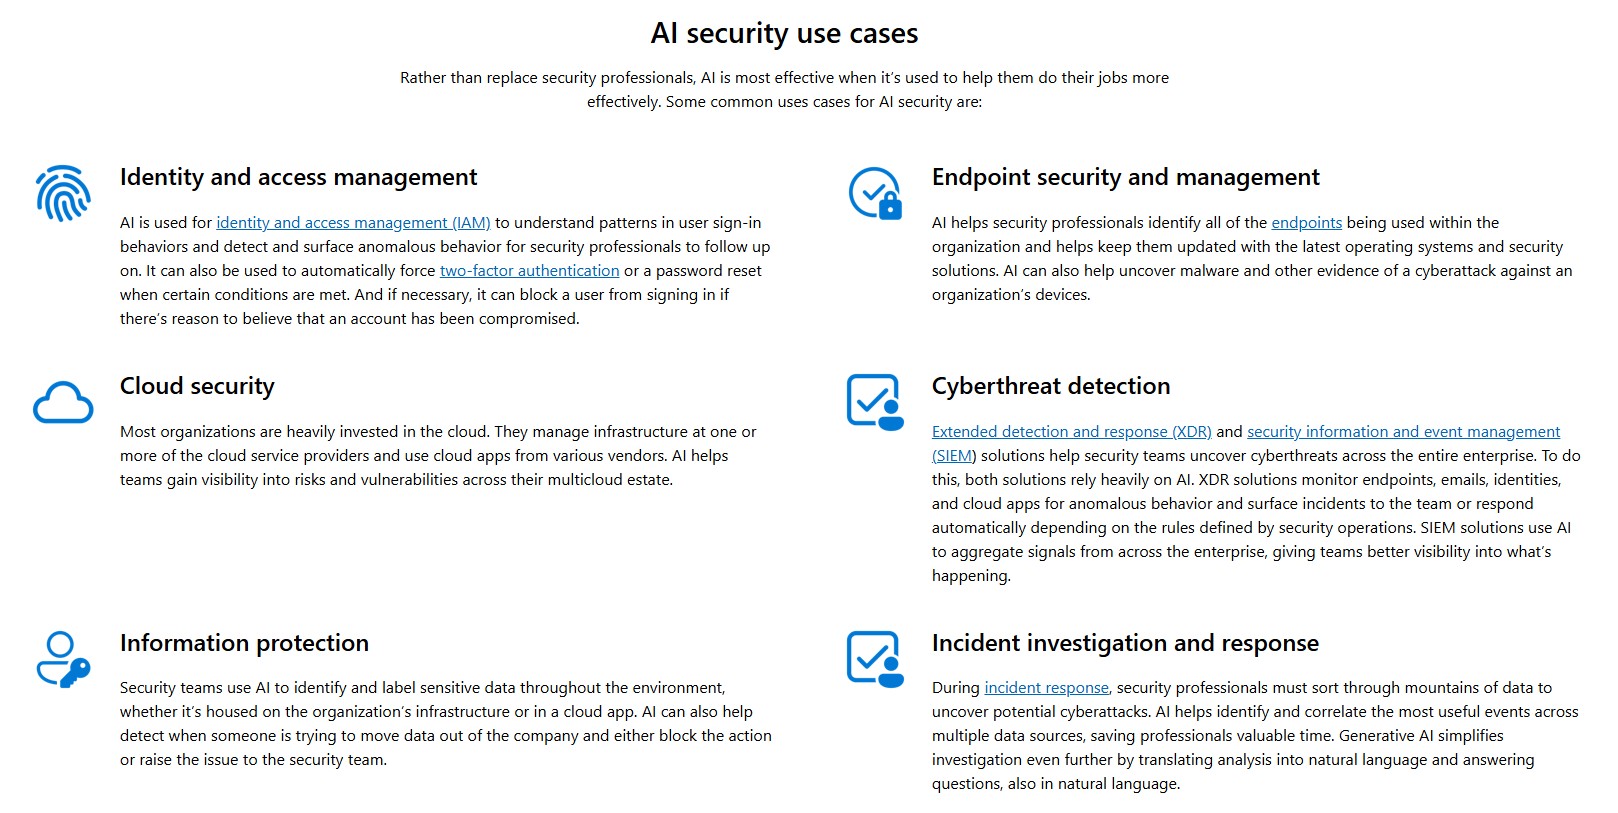 AI security use cases
Rather than replace security professionals, AI is most effective when it's used to help them do their jobs more
effectively. Some common uses cases for AI security are:
Identity and access management
AI is used for identity and access management (IAM) to understand patterns in user sign-in
behaviors and detect and surface anomalous behavior for security professionals to follow up
on. It can also be used to automatically force two-factor authentication or a password reset
when certain conditions are met. And if necessary, it can block a user from signing in if
there's reason to believe that an account has been compromised.
Endpoint security and management
AI helps security professionals identify all of the endpoints being used within the
organization and helps keep them updated with the latest operating systems and security
solutions. AI can also help uncover malware and other evidence of a cyberattack against an
organization's devices.
Cloud security
Most organizations are heavily invested in the cloud. They manage infrastructure at one or
more of the cloud service providers and use cloud apps from various vendors. AI helps
teams gain visibility into risks and vulnerabilities across their multicloud estate.
Cyberthreat detection
Extended detection and response (XDR) and security information and event management
(SIEM) solutions help security teams uncover cyberthreats across the entire enterprise. To do
this, both solutions rely heavily on AI. XDR solutions monitor endpoints, emails, identities,
and cloud apps for anomalous behavior and surface incidents to the team or respond
automatically depending on the rules defined by security operations. SIEM solutions use AI
to aggregate signals from across the enterprise, giving teams better visibility into what's
happening.
Information protection
Security teams use AI to identify and label sensitive data throughout the environment,
whether it's housed on the organization's infrastructure or in a cloud app. AI can also help
detect when someone is trying to move data out of the company and either block the action
or raise the issue to the security team.
Incident investigation and response
During incident response, security professionals must sort through mountains of data to
uncover potential cyberattacks. AI helps identify and correlate the most useful events across
multiple data sources, saving professionals valuable time. Generative AI simplifies
investigation even further by translating analysis into natural language and answering
questions, also in natural language.